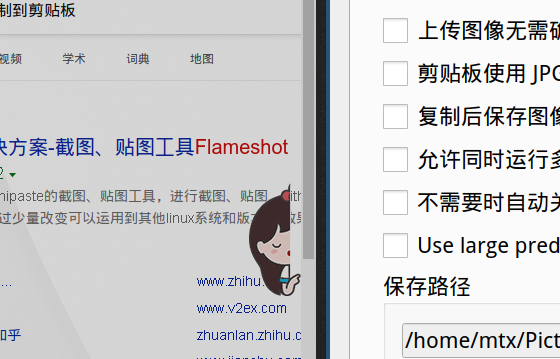 制到剪贴板
视频 学术 词典 地图
决方案-截图、贴图工具Flameshot
nipaste的截图、贴图工具，进行截图、贴图
过少量改变可以运用到其他linux系统和版
www.zhihu.
www.v2ex.com
知乎 zhuanlan.zhihu.c
上传图像无需确
剪贴板使用 JPG
复制后保存图像
允许同时运行多
不需要时自动关
Use large pred
保存路径
/home/mtx/Pict